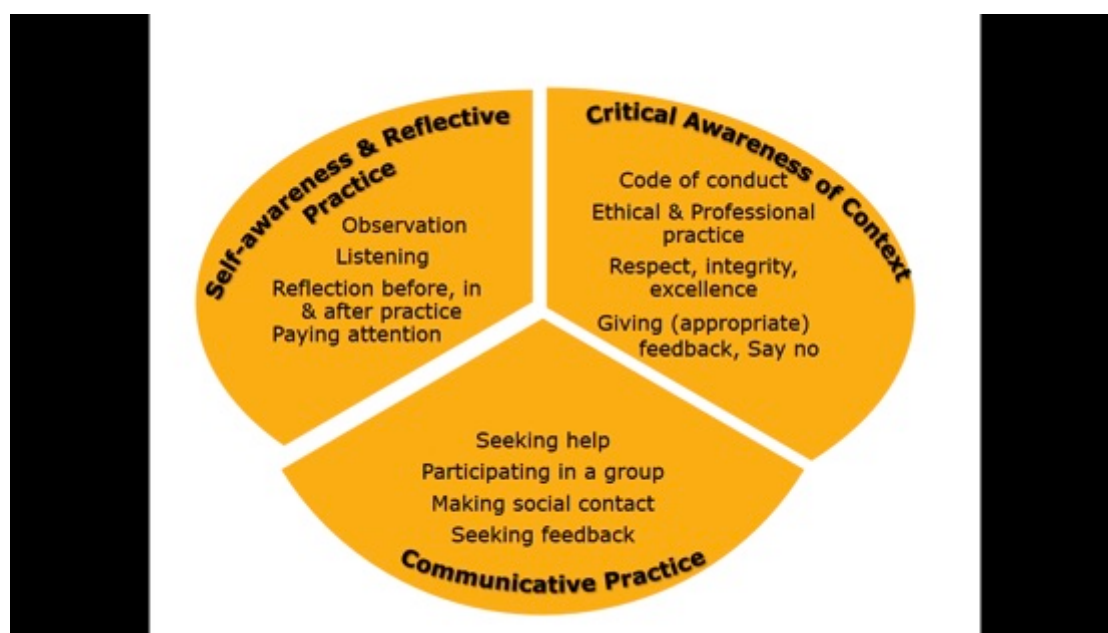 Self-awareness & Reflective
Practice
Observation
Listening
Reflection before, in
& after practice
Paying attention
Critical Awareness of Context
Code of conduct
Ethical & Professional
practice
Respect, integrity,
excellence
Giving (appropriate)
feedback, Say no
Seeking help
Participating in a group
Making social contact
Seeking feedback
Communicative Practice